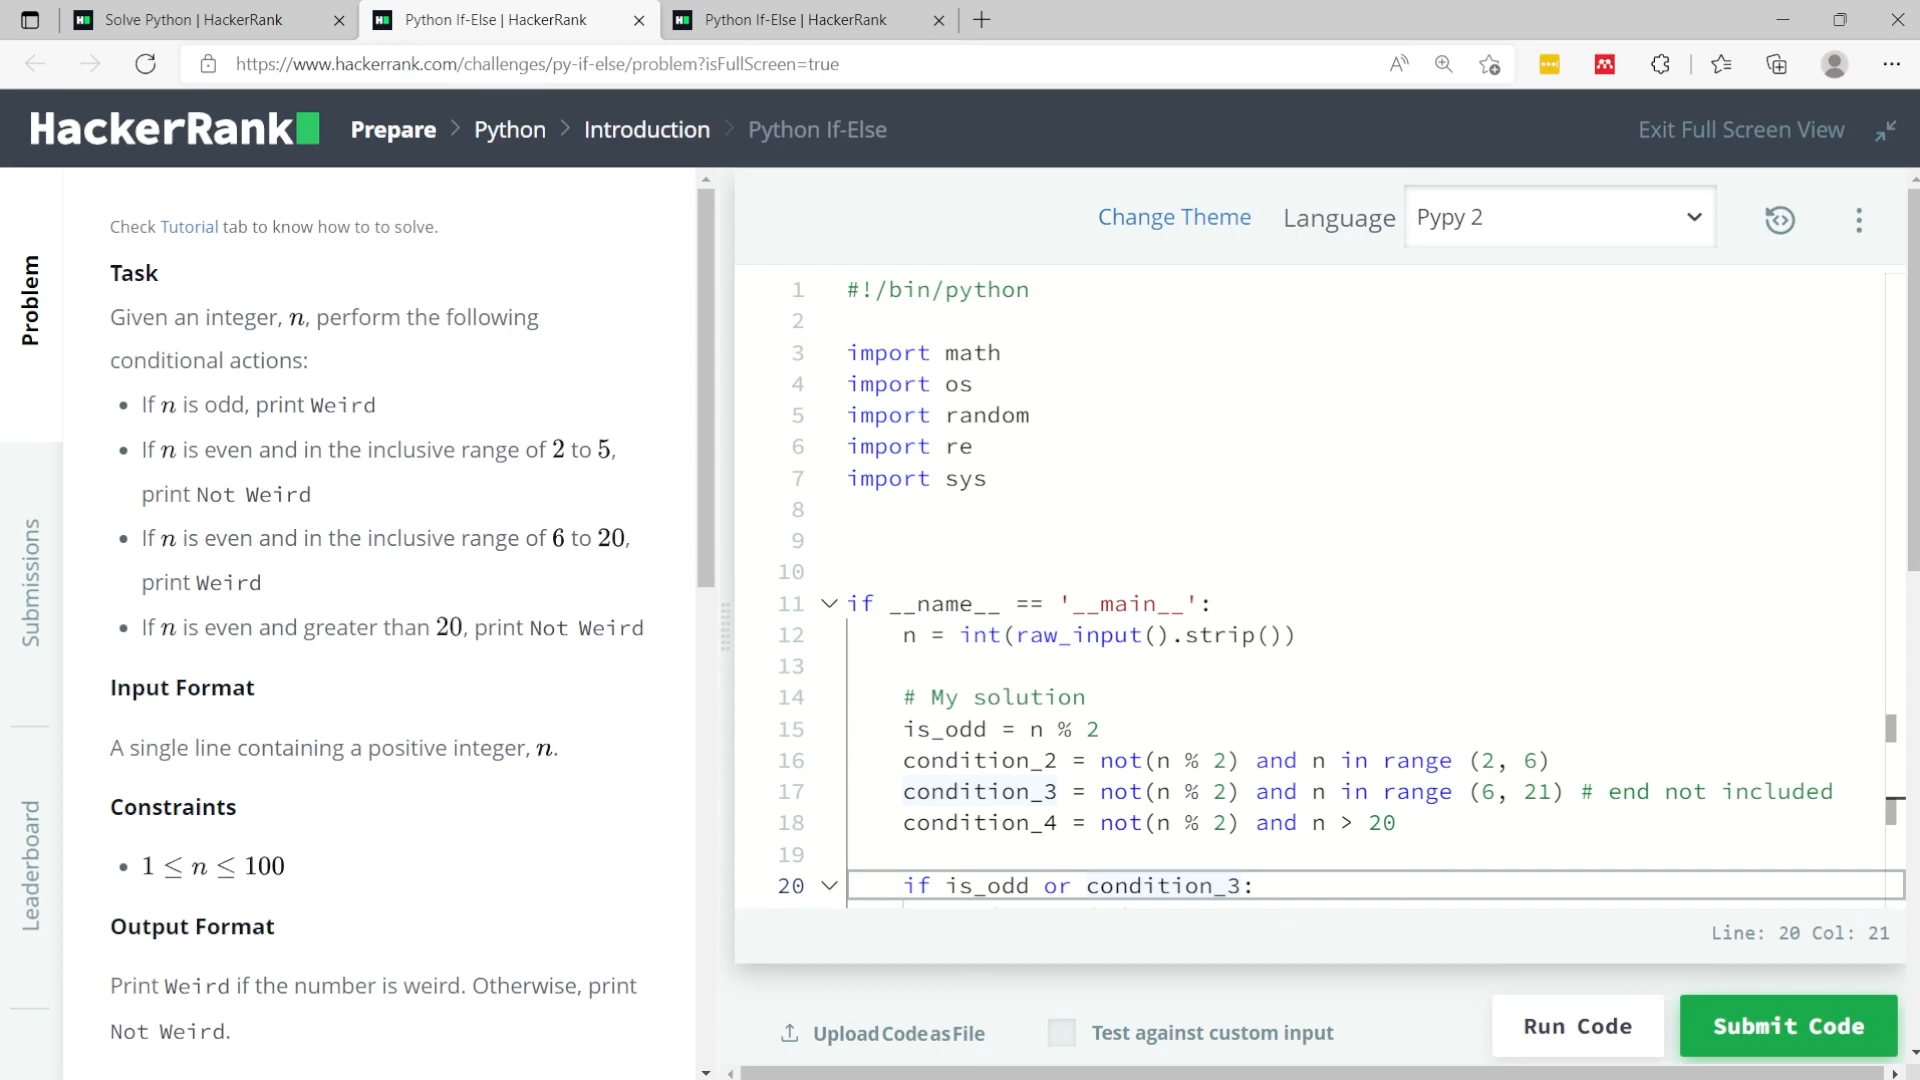 Solve Python | HackerRank
Python If-Else | HackerRank
Python If-Else | HackerRank
https://www.hackerrank.com/challenges/py-if-else/problem?isFullScreen=true
HackerRank
Prepare > Python > Introduction > Python If-Else
Exit Full Screen View
Problem
Submissions
Leaderboard
Check Tutorial tab to know how to to solve.
Task
Given an integer, n, perform the following
conditional actions:
• If n is odd, print Weird
• If n is even and in the inclusive range of 2 to 5,
print Not Weird
• If n is even and in the inclusive range of 6 to 20,
print Weird
• If n is even and greater than 20, print Not Weird
Input Format
A single line containing a positive integer, n.
Constraints
• 1 ≤ n ≤ 100
Output Format
Print Weird if the number is weird. Otherwise, print
Not Weird.
Change Theme
Language
Pypy 2
1 #!/bin/python
2
3 import math
4 import os
5 import random
6 import re
7 import sys
8
9
10
11 if __name__ == '__main__':
12 n = int(raw_input().strip())
13
14 # My solution
15 is_odd = n % 2
16 condition_2 = not(n % 2) and n in range (2, 6)
17 condition_3 = not(n % 2) and n in range (6, 21) # end not included
18 condition_4 = not(n % 2) and n > 20
19
20 if is_odd or condition_3:
Line: 20 Col: 21
Upload Code as File
Test against custom input
Run Code
Submit Code